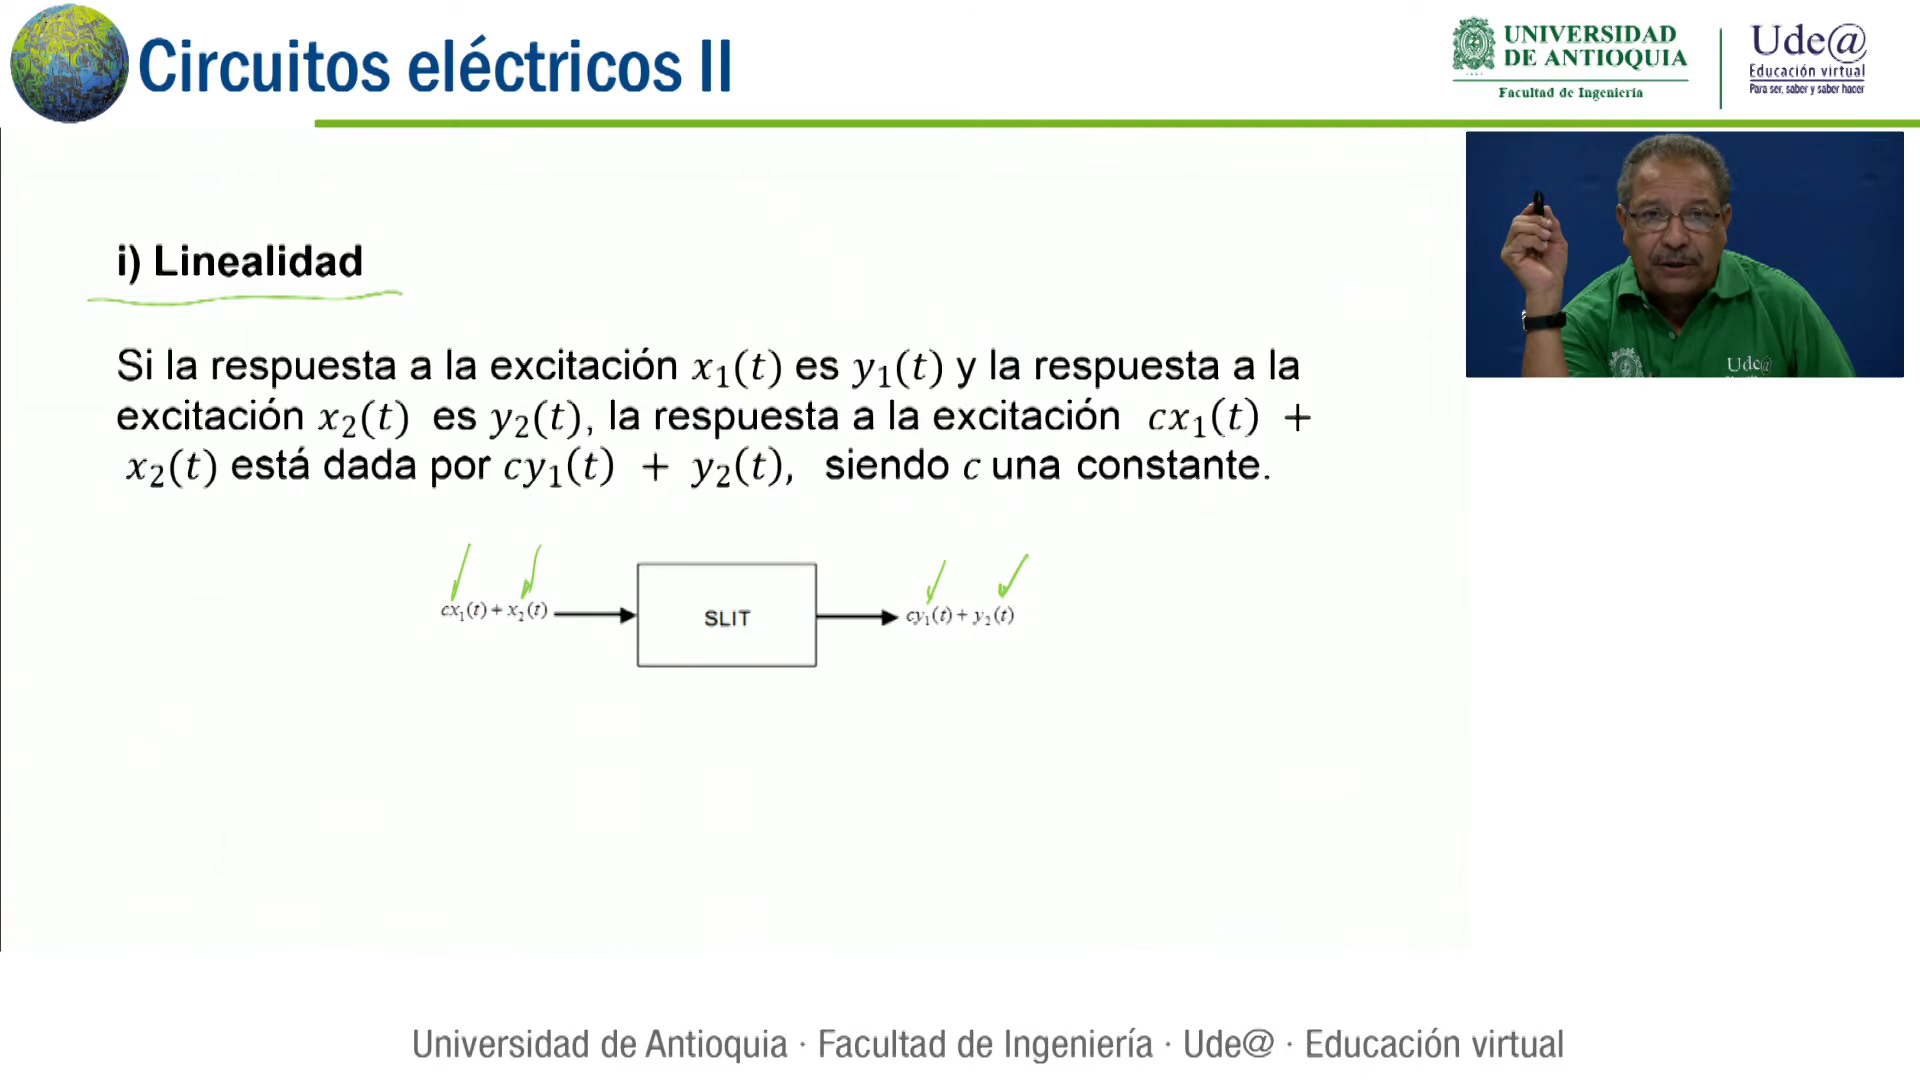 Circuitos eléctricos II
UNIVERSIDAD
DE ANTIOQUIA
Facultad de Ingeniería
Ude@
Educación virtual
Para ser, saber y saber hacer
i) Linealidad
Si la respuesta a la excitación x₁(t) es y₁(t) y la respuesta a la
excitación x₂(t) es y₂(t), la respuesta a la excitación cx₁(t) +
x₂(t) está dada por cy₁(t) + y₂(t), siendo c una constante.
cx₁(t) + x₂(t)
SLIT
cy₁(t) + y₂(t)
Ude@
Universidad de Antioquia · Facultad de Ingeniería · Ude@ · Educación virtual